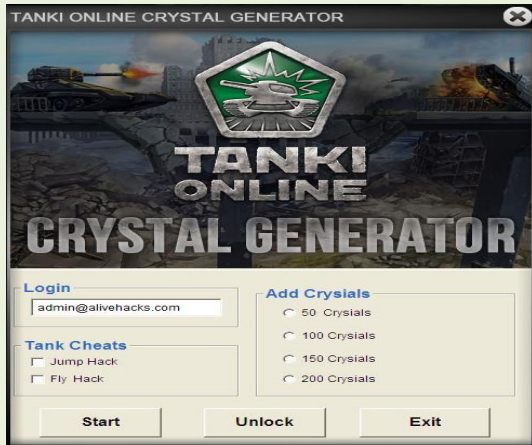 TANKI ONLINE CRYSTAL GENERATOR
TANKI
ONLINE
CRYSTAL GENERATOR
Login
admin@alivehacks.com
Tank Cheats
Jump Hack
Fly Hack
Add Crysials
50 Crysials
100 Crysials
150 Crysials
200 Crysials
Start
Unlock
Exit